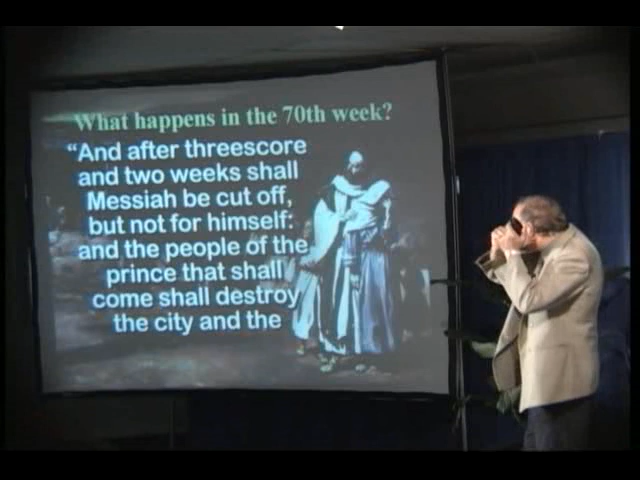 What happens in the 70th week?
“And after threescore
and two weeks shall
Messiah be cut off,
but not for himself:
and the people of the
prince that shall
come shall destroy
the city and the